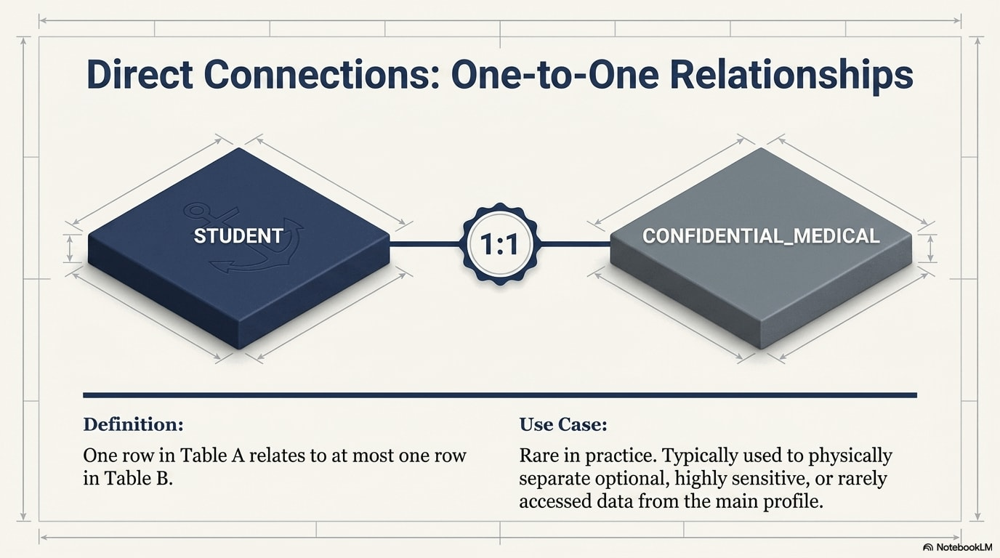 Direct Connections: One-to-One Relationships
STUDENT
1:1
CONFIDENTIAL_MEDICAL
Definition:
One row in Table A relates to at most one row
in Table B.
Use Case:
Rare in practice. Typically used to physically
separate optional, highly sensitive, or rarely
accessed data from the main profile.
NotebookLM